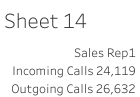 Sheet 14
Sales Rep1
Incoming Calls 24,119
Outgoing Calls 26,632